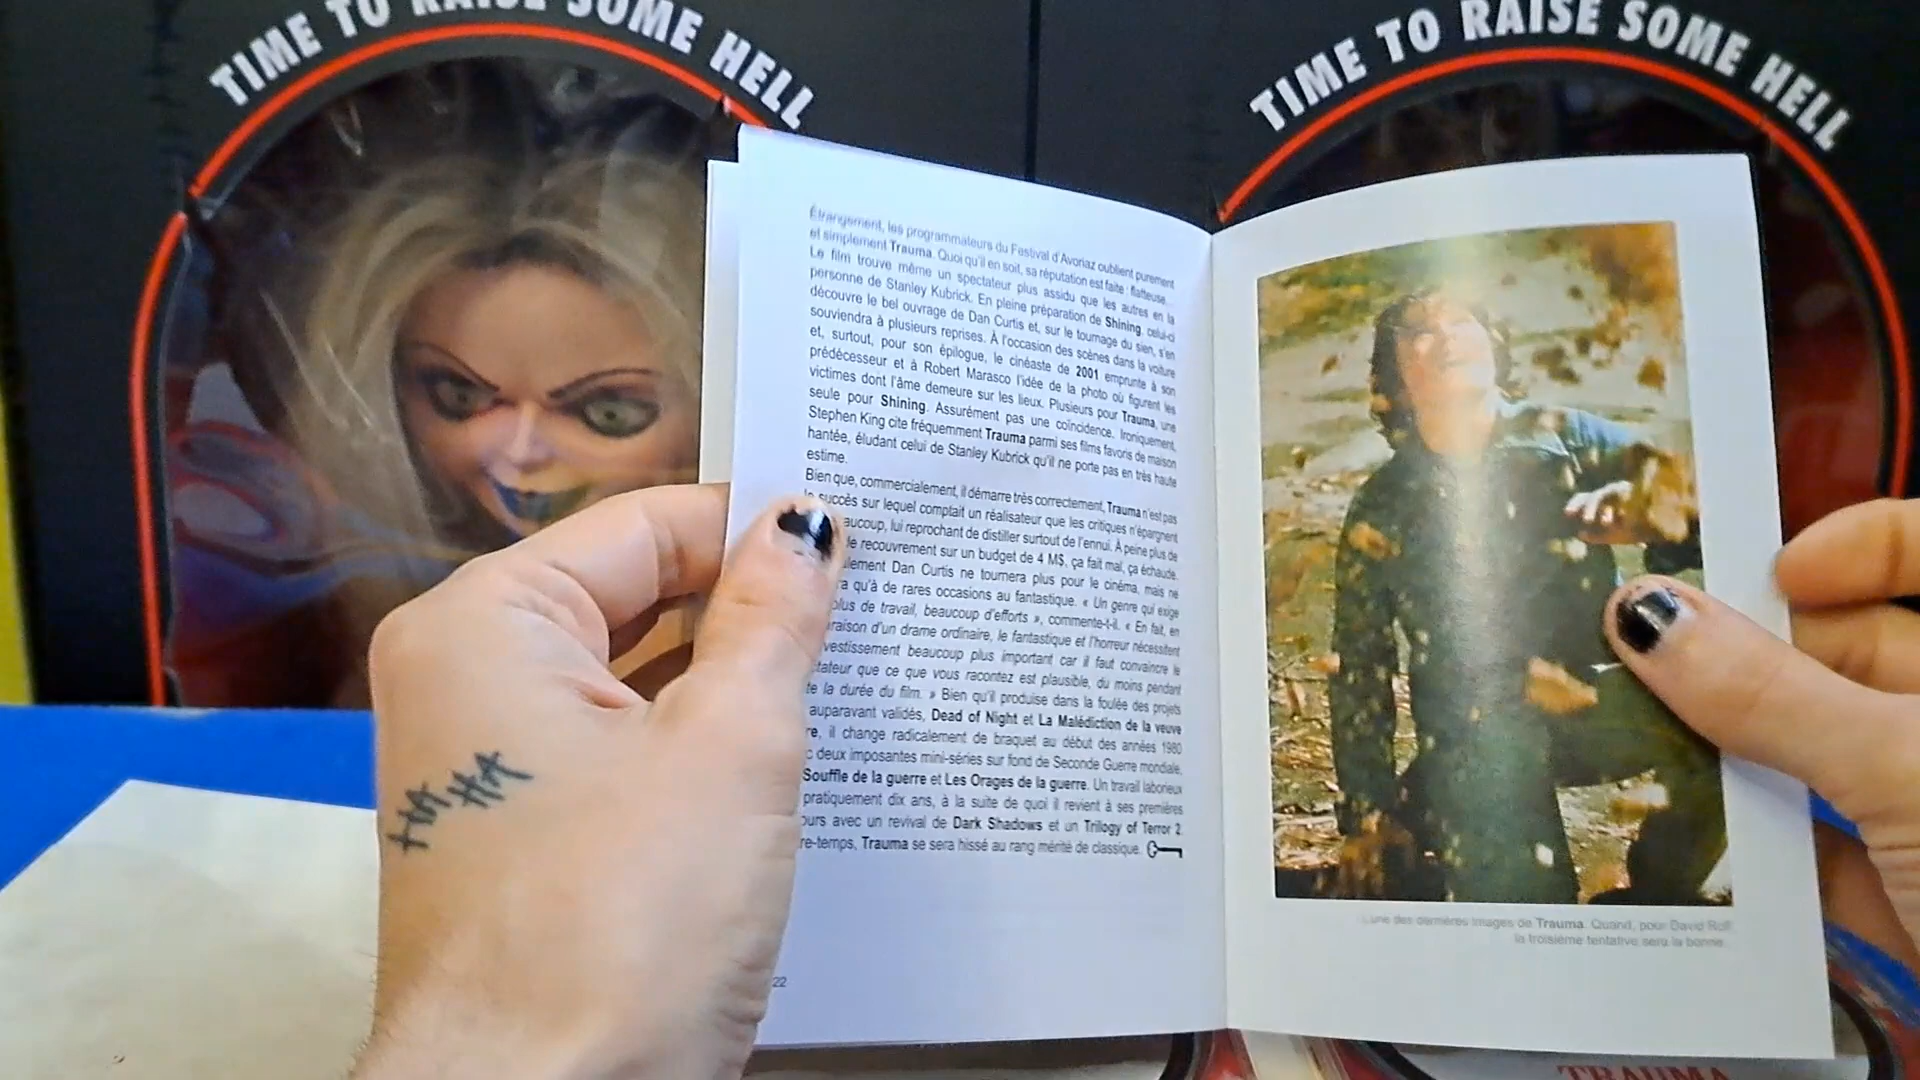 TIME TO RAISE SOME HELL
TIME TO RAISE SOME HELL
Étrangement, les programmateurs du Festival d'Avoriaz oublient purement
et simplement Trauma. Quoi qu'il en soit, sa réputation est faite : flatteuse.
Le film trouve même un spectateur plus assidu que les autres en la
personne de Stanley Kubrick. En pleine préparation de Shining, celui-ci
découvre le bel ouvrage de Dan Curtis et, sur le tournage du sien, s'en
souviendra à plusieurs reprises. À l'occasion des scènes dans la voiture
et, surtout, pour son épilogue, le cinéaste de 2001 emprunte à son
prédécesseur et à Robert Marasco l'idée de la photo où figurent les
victimes dont l'âme demeure sur les lieux. Plusieurs pour Trauma, une
seule pour Shining. Assurément pas une coïncidence. Ironiquement,
Stephen King cite fréquemment Trauma parmi ses films favoris de maison
hantée, éludant celui de Stanley Kubrick qu'il ne porte pas en très haute
estime.
Bien que, commercialement, il démarre très correctement, Trauma n'est pas
le succès sur lequel comptait un réalisateur que les critiques n'épargnent
aucoup, lui reprochant de distiller surtout de l'ennui. À peine plus de
de recouvrement sur un budget de 4 M$, ça fait mal, ça échaude.
ulement Dan Curtis ne tournera plus pour le cinéma, mais ne
ra qu'à de rares occasions au fantastique. « Un genre qui exige
plus de travail, beaucoup d'efforts », commente-t-il. « En fait, en
raison d'un drame ordinaire, le fantastique et l'horreur nécessitent
vestissement beaucoup plus important car il faut convaincre le
tateur que ce que vous racontez est plausible, du moins pendant
te la durée du film. » Bien qu'il produise dans la foulée des projets
auparavant validés, Dead of Night et La Malédiction de la veuve
re, il change radicalement de braquet au début des années 1980
c deux imposantes mini-séries sur fond de Seconde Guerre mondiale,
Souffle de la guerre et Les Orages de la guerre. Un travail laborieux
pratiquement dix ans, à la suite de quoi il revient à ses premières
ours avec un revival de Dark Shadows et un Trilogy of Terror 2.
re-temps, Trauma se sera hissé au rang mérité de classique.
22
L'une des dernières images de Trauma. Quand, pour David Rolf,
la troisième tentative sera la bonne.
HA HA
TRAUMA